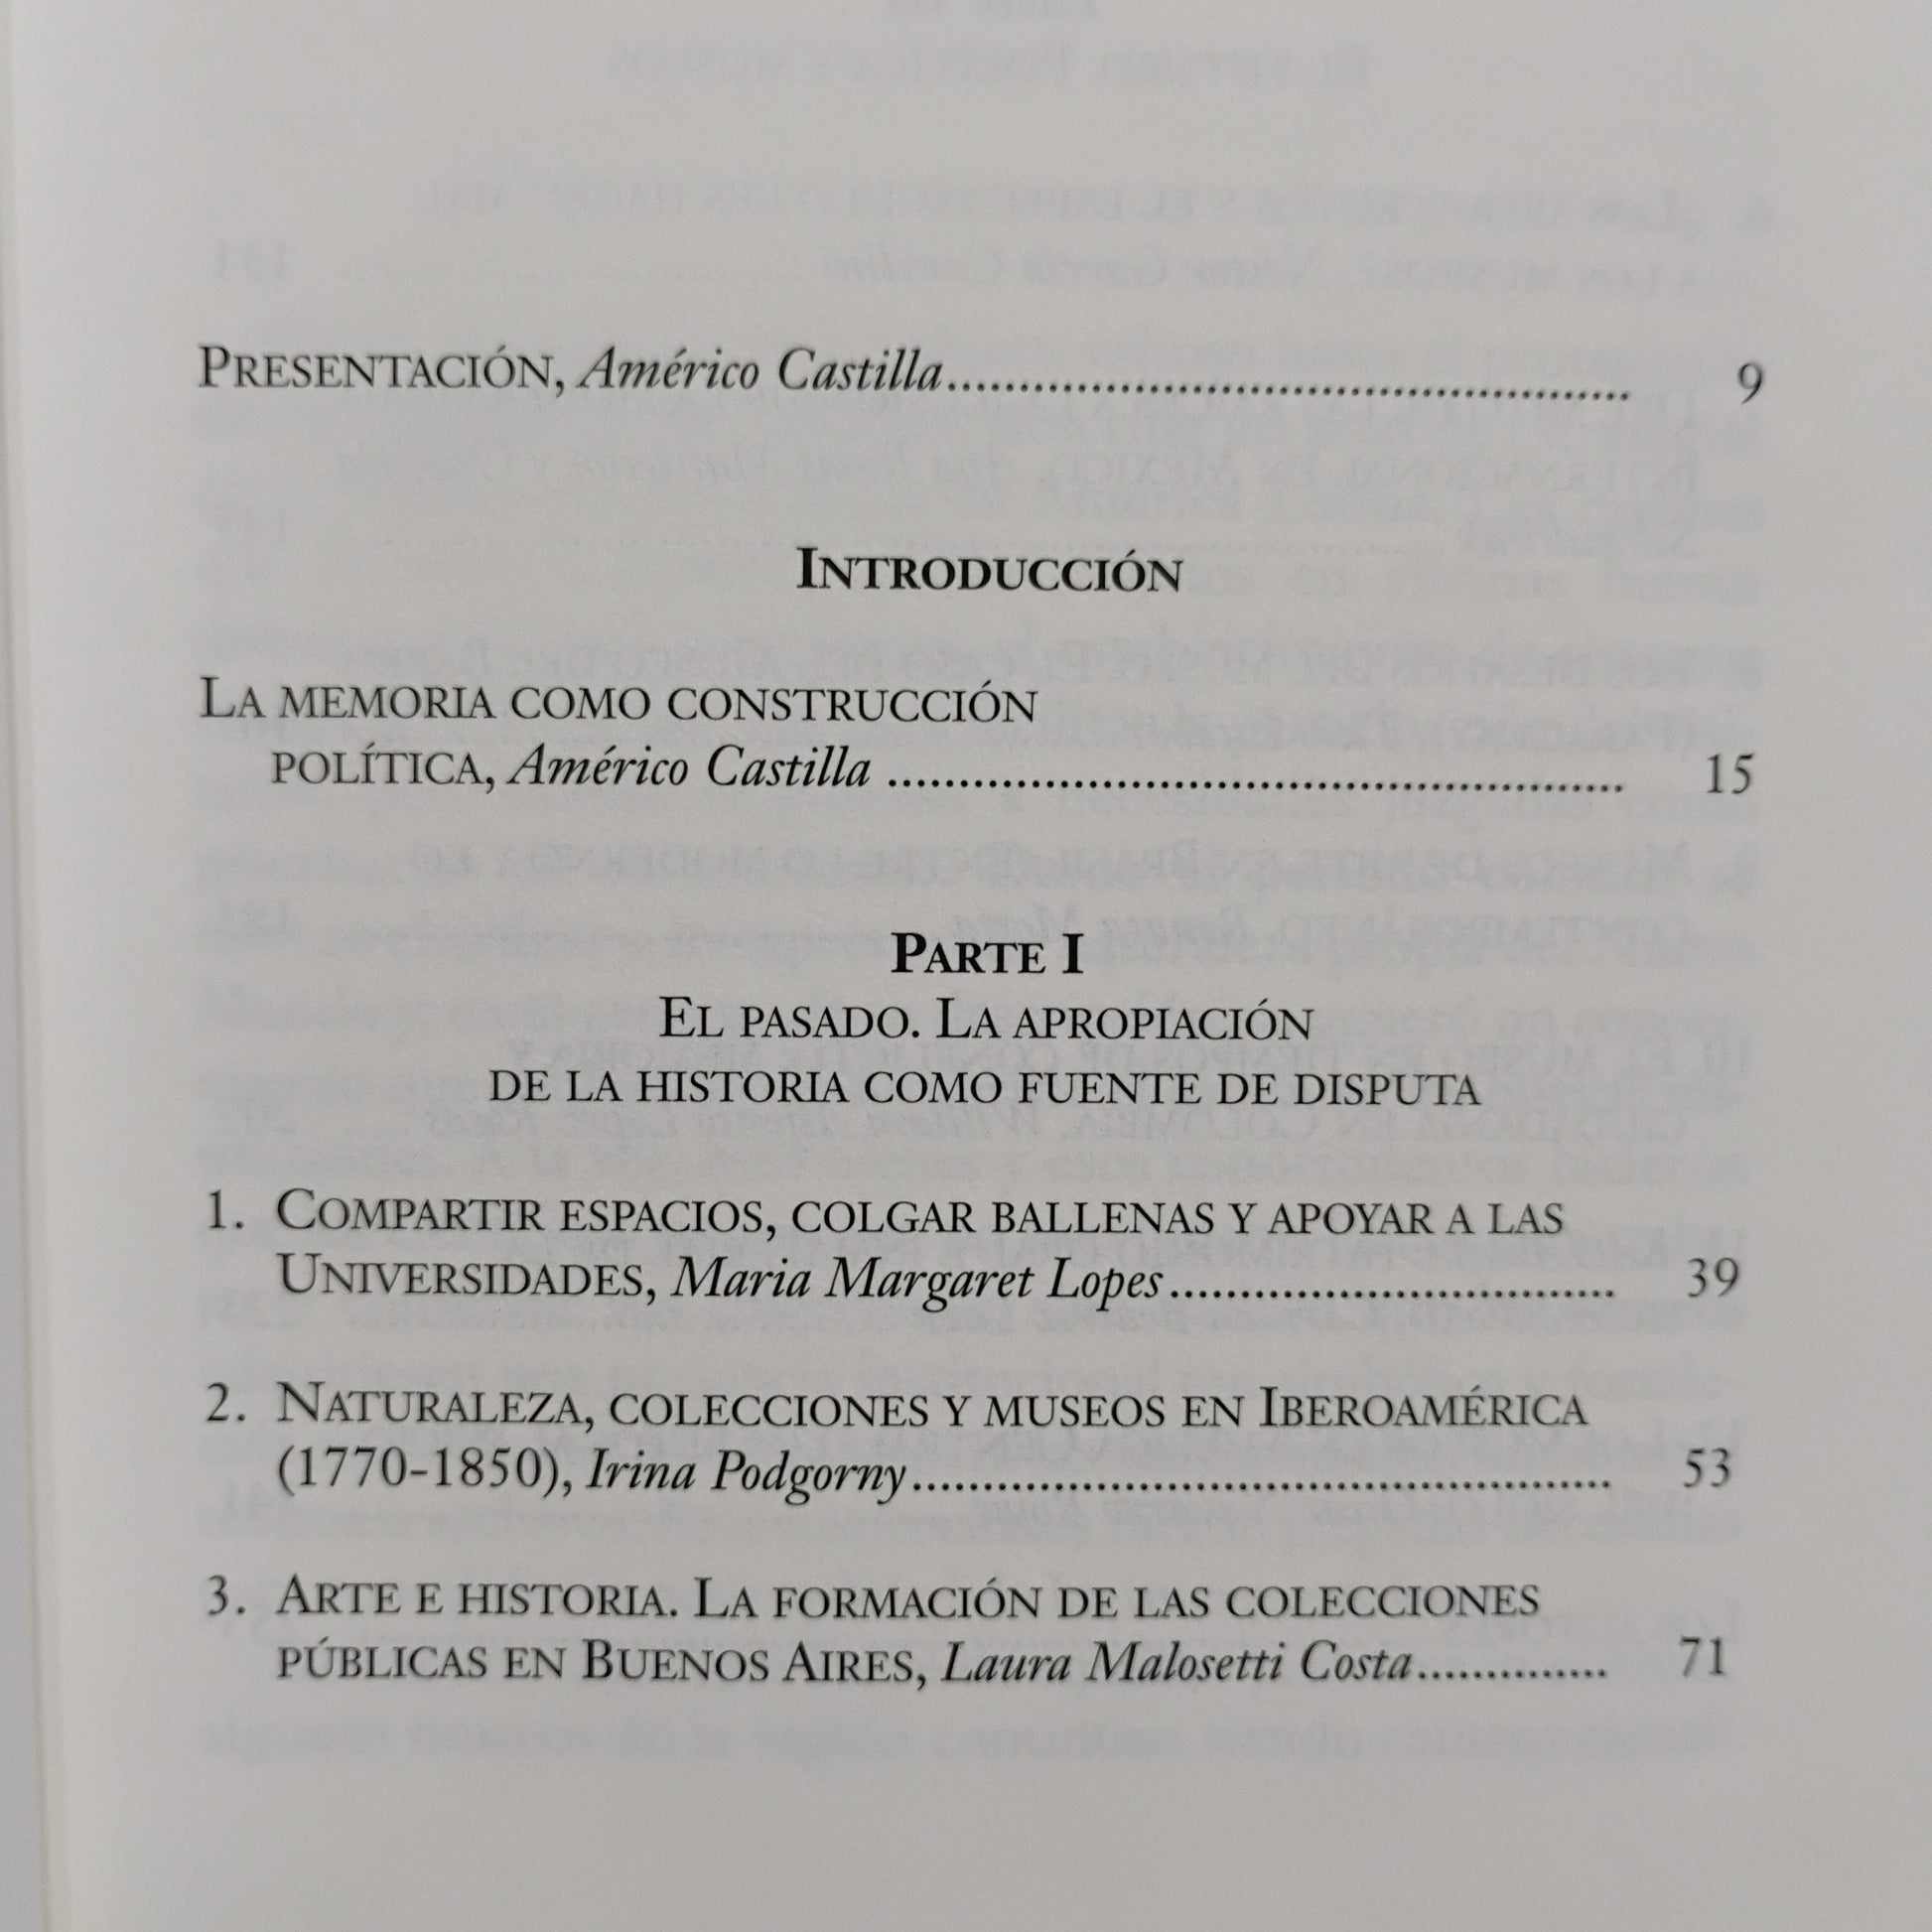 Presentación, Américo Castilla.................................................. 9
Introducción
La memoria como construcción
política, Américo Castilla ..................................................... 15
Parte I
El pasado. La apropiación
de la historia como fuente de disputa
1. Compartir espacios, colgar ballenas y apoyar a las
Universidades, Maria Margaret Lopes................................ 39
2. Naturaleza, colecciones y museos en Iberoamérica
(1770-1850), Irina Podgorny.................................................. 53
3. Arte e historia. La formación de las colecciones
públicas en Buenos Aires, Laura Malosetti Costa.............. 71